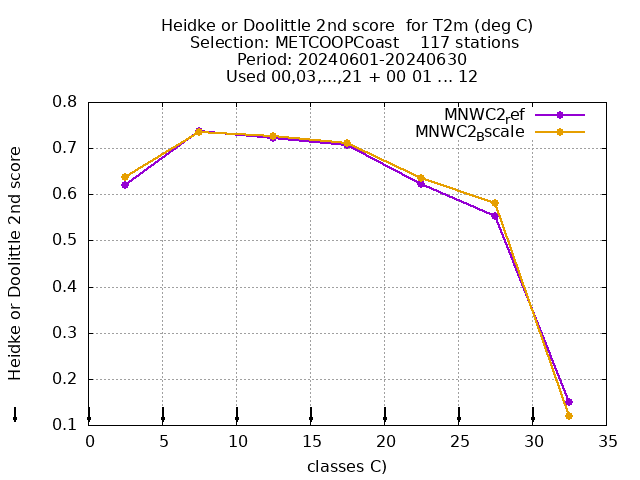 Heidke or Doolittle 2nd score  for T2m (deg C)
Selection: METCOOPCoast    117 stations
Period: 20240601-20240630
Used 00,03,...,21 + 00 01 ... 12
MNWC2_ref
MNWC2_Bscale
Heidke or Doolittle 2nd score
0.8
0.7
0.6
0.5
0.4
0.3
0.2
0.1
0 5 10 15 20 25 30 35
classes C)